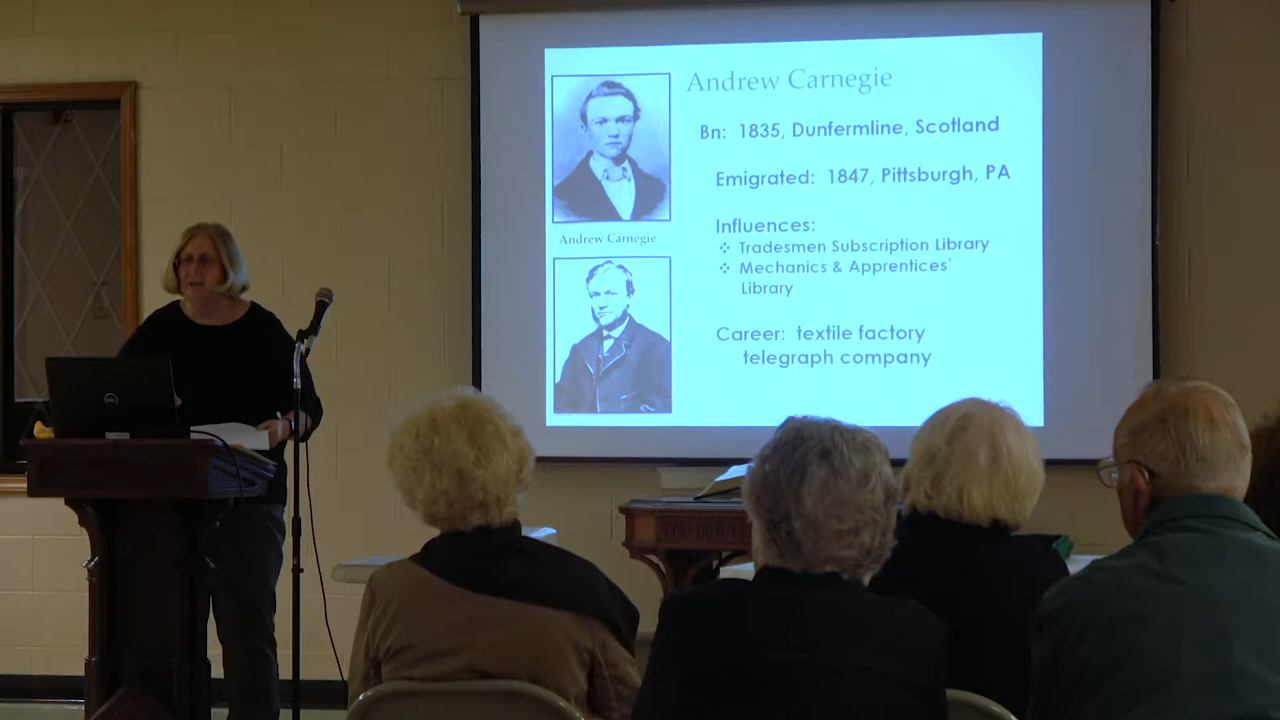 Andrew Carnegie
Bn: 1835, Dunfermline, Scotland
Emigrated: 1847, Pittsburgh, PA
Influences:
❖ Tradesmen Subscription Library
❖ Mechanics & Apprentices'
Library
Career: textile factory
telegraph company
Andrew Carnegie
DELL